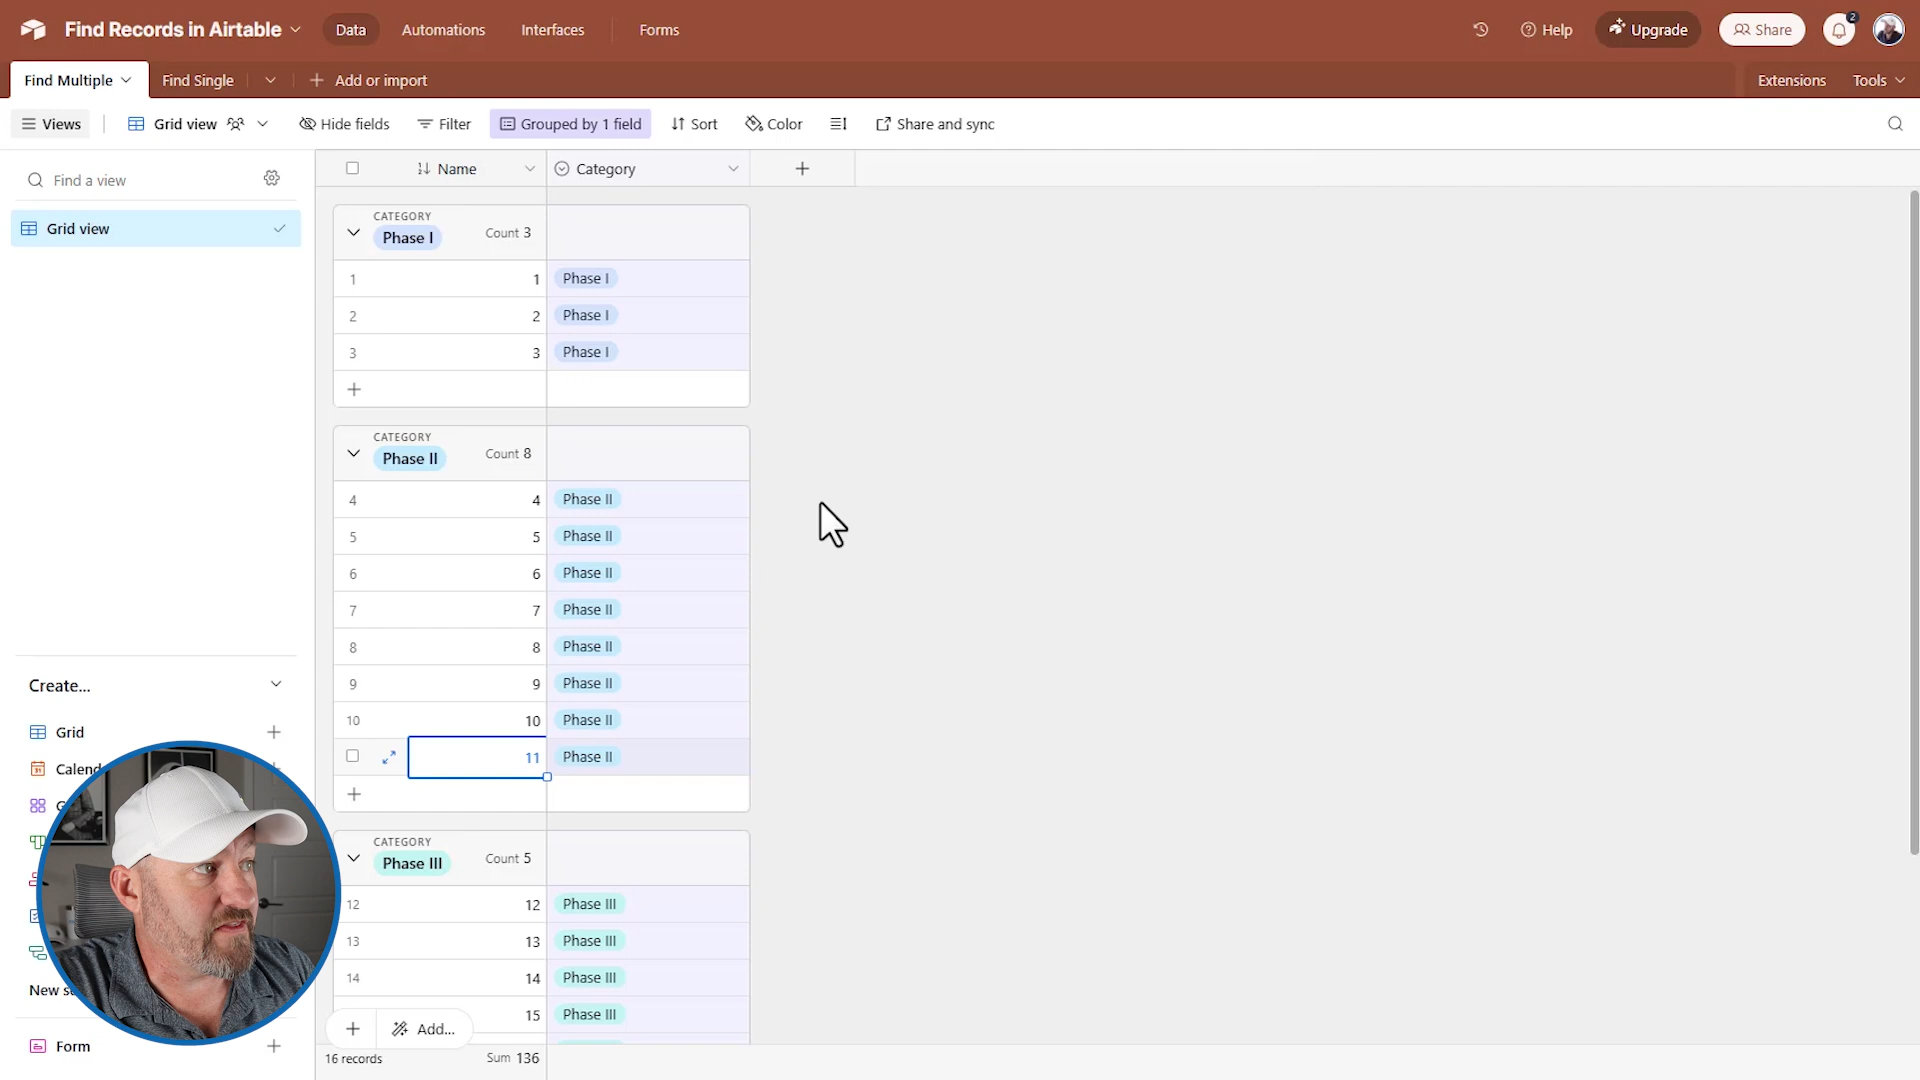 Find Records in Airtable
Data
Automations
Interfaces
Forms
Help
Upgrade
Share
2
Find Multiple
Find Single
Add or import
Extensions
Tools
Views
Grid view
Hide fields
Filter
Grouped by 1 field
Sort
Color
Share and sync
Find a view
Grid view
Name
Category
CATEGORY
Phase I
Count 3
1 1 Phase I
2 2 Phase I
3 3 Phase I
CATEGORY
Phase II
Count 8
4 4 Phase II
5 5 Phase II
6 6 Phase II
7 7 Phase II
8 8 Phase II
9 9 Phase II
10 10 Phase II
11 Phase II
CATEGORY
Phase III
Count 5
12 12 Phase III
13 13 Phase III
14 14 Phase III
15 Phase III
Create...
Grid
Calend
G
New s
Form
Add...
16 records
Sum 136